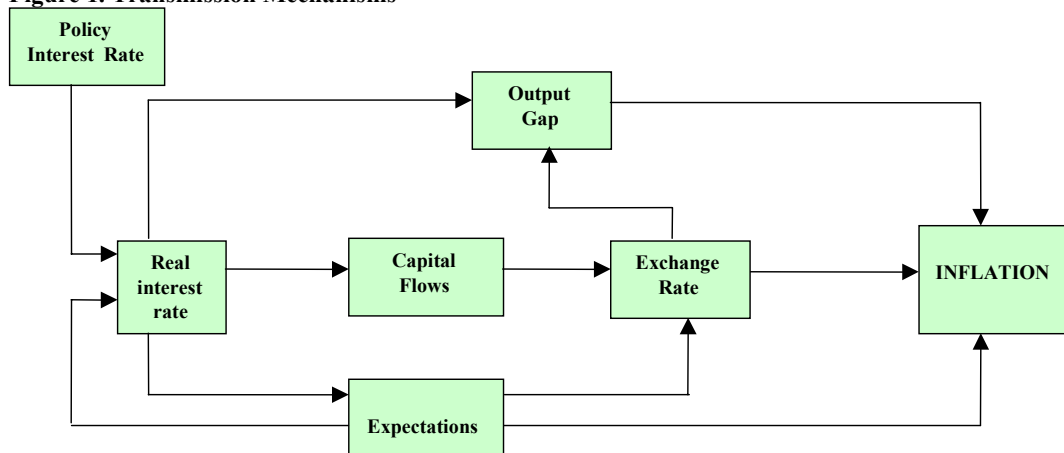 Figure 1. Transmission Mechanisms
Policy
Interest Rate
Output
Gap
Real
interest
rate
Capital
Flows
Exchange
Rate
INFLATION
Expectations